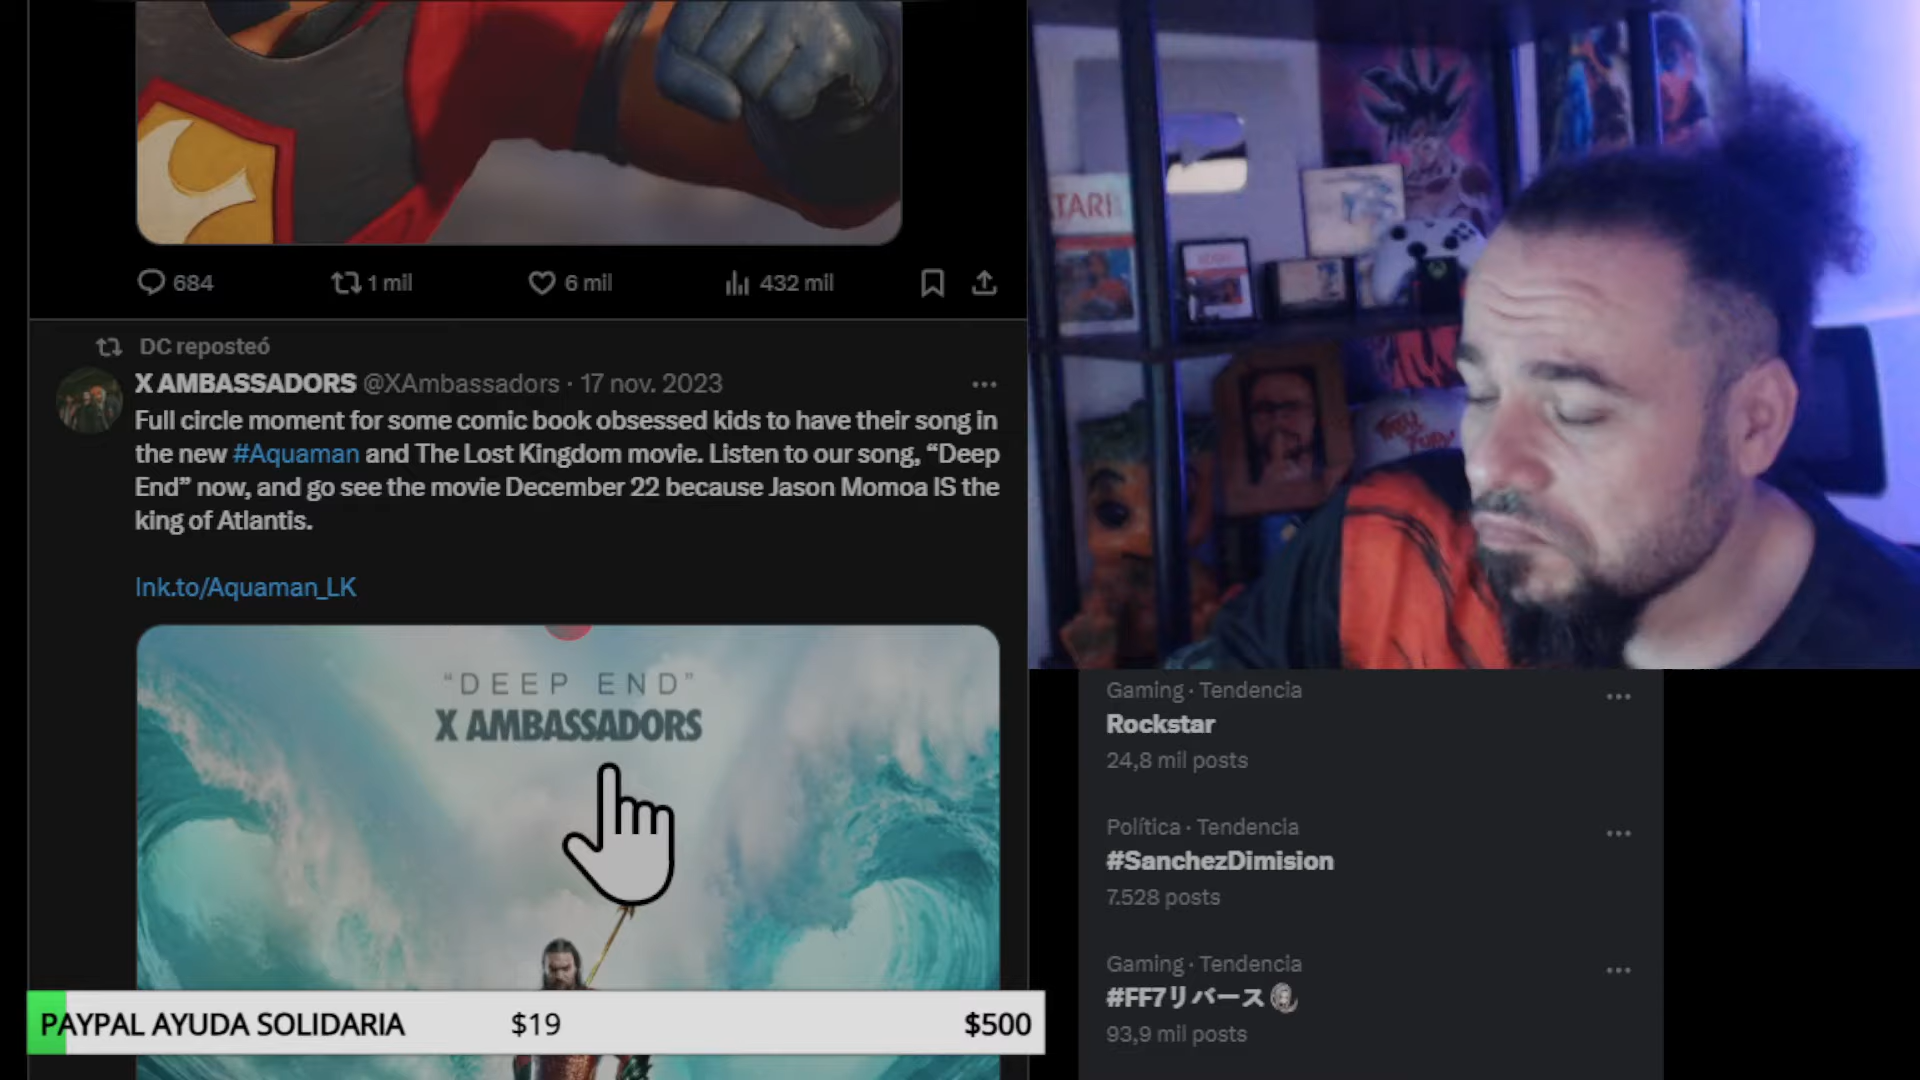 684
1 mil
6 mil
432 mil
DC reposteó
X AMBASSADORS @XAmbassadors · 17 nov. 2023
Full circle moment for some comic book obsessed kids to have their song in
the new #Aquaman and The Lost Kingdom movie. Listen to our song, “Deep
End” now, and go see the movie December 22 because Jason Momoa IS the
king of Atlantis.
lnk.to/Aquaman_LK
“DEEP END”
X AMBASSADORS
PAYPAL AYUDA SOLIDARIA $19 $500
TARI
Gaming · Tendencia
Rockstar
24,8 mil posts
Política · Tendencia
#SanchezDimision
7.528 posts
Gaming · Tendencia
#FF7リバース
93,9 mil posts